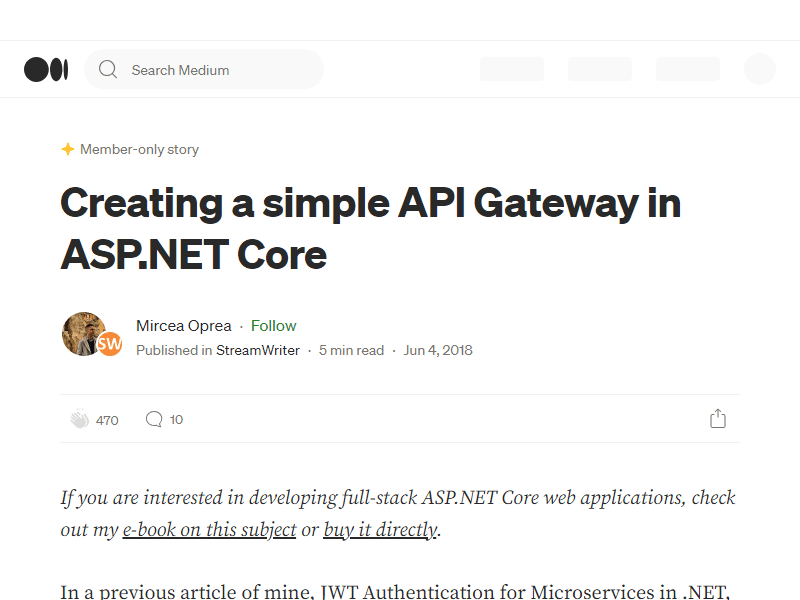 Search Medium
Member-only story
Creating a simple API Gateway in
ASP.NET Core
SW
Mircea Oprea · Follow
Published in StreamWriter · 5 min read · Jun 4, 2018
470 10
If you are interested in developing full-stack ASP.NET Core web applications, check
out my e-book on this subject or buy it directly.
In a previous article of mine, JWT Authentication for Microservices in .NET,